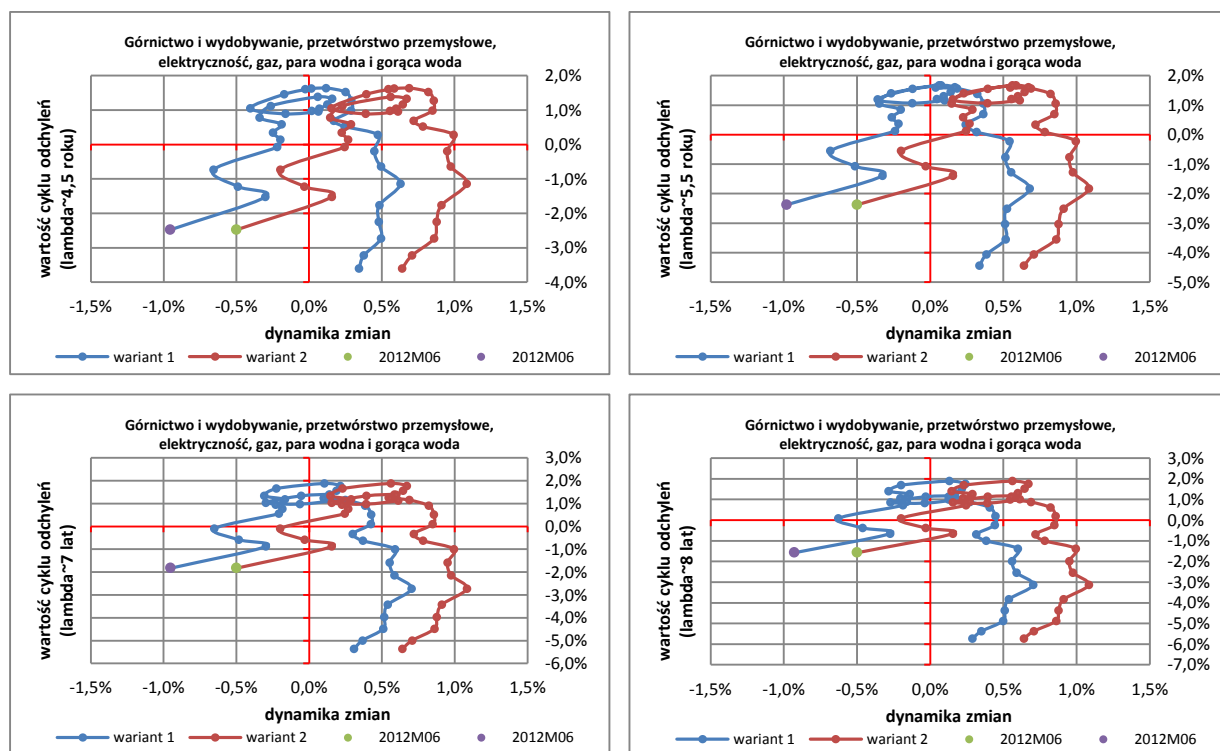 Górnictwo i wydobywanie, przetwórstwo przemysłowe,
elektryczność, gaz, para wodna i gorąca woda
2,0%
1,0%
0,0%
-1,0%
-2,0%
-3,0%
-4,0%
wartość cyklu odchyleń
(lambda~4,5 roku)
-1,5% -1,0% -0,5% 0,0% 0,5% 1,0% 1,5%
dynamika zmian
wariant 1 wariant 2 2012M06 2012M06
Górnictwo i wydobywanie, przetwórstwo przemysłowe,
elektryczność, gaz, para wodna i gorąca woda
2,0%
1,0%
0,0%
-1,0%
-2,0%
-3,0%
-4,0%
-5,0%
wartość cyklu odchyleń
(lambda~5,5 roku)
-1,5% -1,0% -0,5% 0,0% 0,5% 1,0% 1,5%
dynamika zmian
wariant 1 wariant 2 2012M06 2012M06
Górnictwo i wydobywanie, przetwórstwo przemysłowe,
elektryczność, gaz, para wodna i gorąca woda
3,0%
2,0%
1,0%
0,0%
-1,0%
-2,0%
-3,0%
-4,0%
-5,0%
-6,0%
wartość cyklu odchyleń
(lambda~7 lat)
-1,5% -1,0% -0,5% 0,0% 0,5% 1,0% 1,5%
dynamika zmian
wariant 1 wariant 2 2012M06 2012M06
Górnictwo i wydobywanie, przetwórstwo przemysłowe,
elektryczność, gaz, para wodna i gorąca woda
3,0%
2,0%
1,0%
0,0%
-1,0%
-2,0%
-3,0%
-4,0%
-5,0%
-6,0%
-7,0%
wartość cyklu odchyleń
(lambda~8 lat)
-1,5% -1,0% -0,5% 0,0% 0,5% 1,0% 1,5%
dynamika zmian
wariant 1 wariant 2 2012M06 2012M06